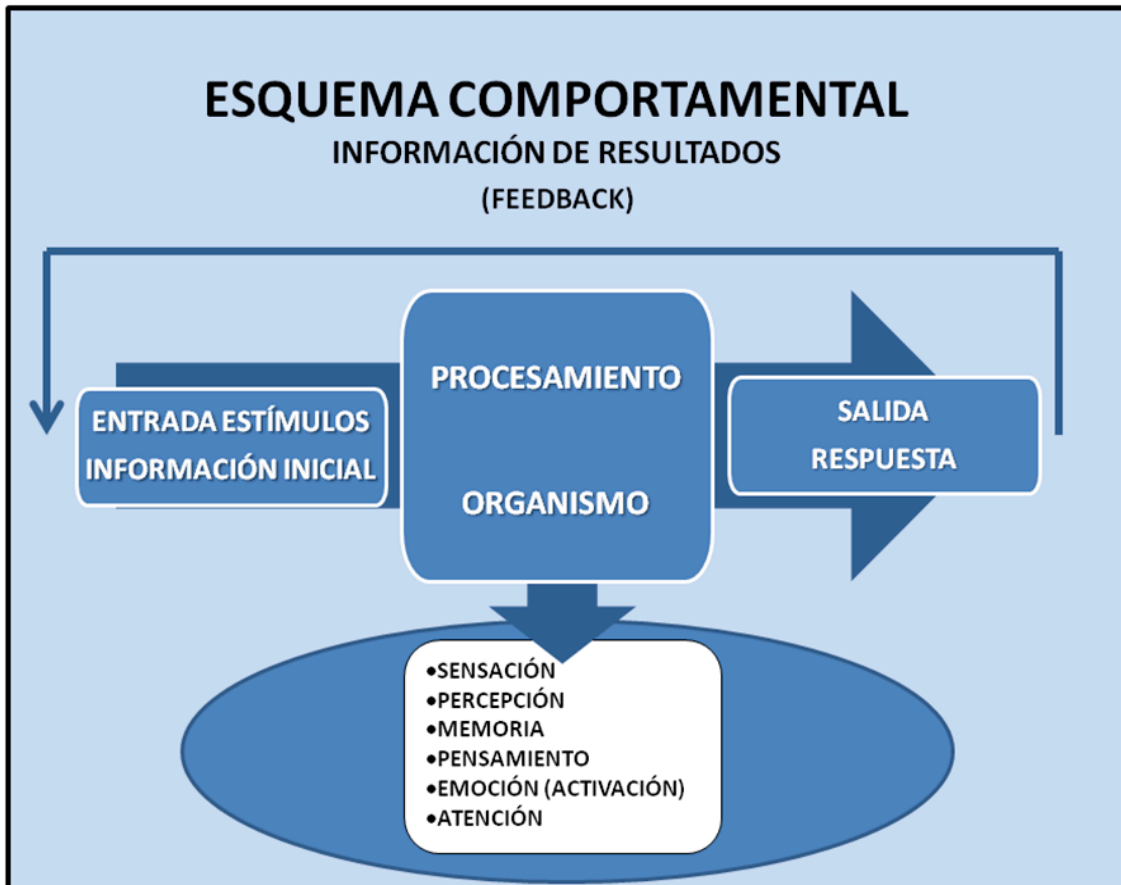 ESQUEMA COMPORTAMENTAL
INFORMACIÓN DE RESULTADOS
(FEEDBACK)
ENTRADA ESTÍMULOS
INFORMACIÓN INICIAL
PROCESAMIENTO
ORGANISMO
SALIDA
RESPUESTA
•SENSACIÓN
•PERCEPCIÓN
•MEMORIA
•PENSAMIENTO
•EMOCIÓN (ACTIVACIÓN)
•ATENCIÓN